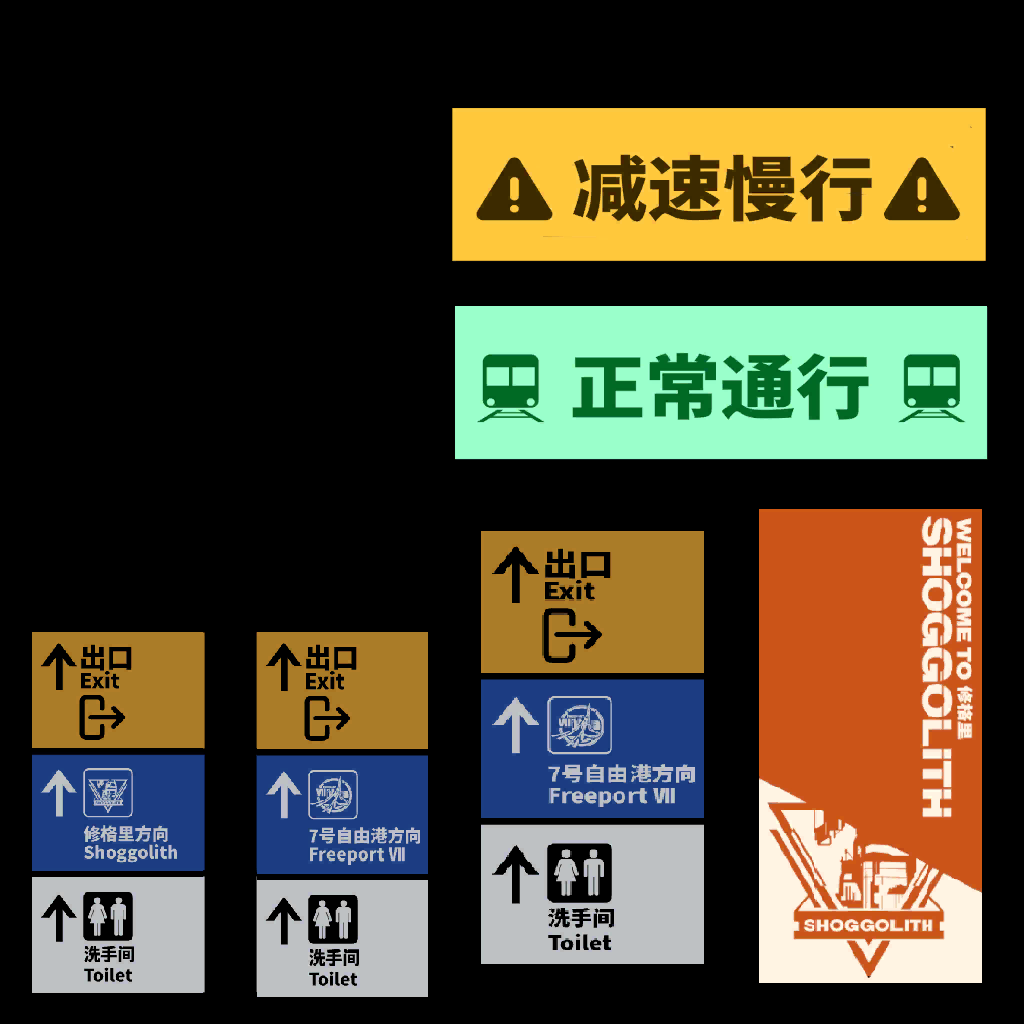 减速慢行
正常通行
出口
Exit
修格里方向
Shoggolith
洗手间
Toilet
出口
Exit
7号自由港方向
Freeport Ⅶ
洗手间
Toilet
出口
Exit
7号自由港方向
Freeport Ⅶ
洗手间
Toilet
WELCOME TO 修格里
SHOGGOLITH
SHOGGOLITH